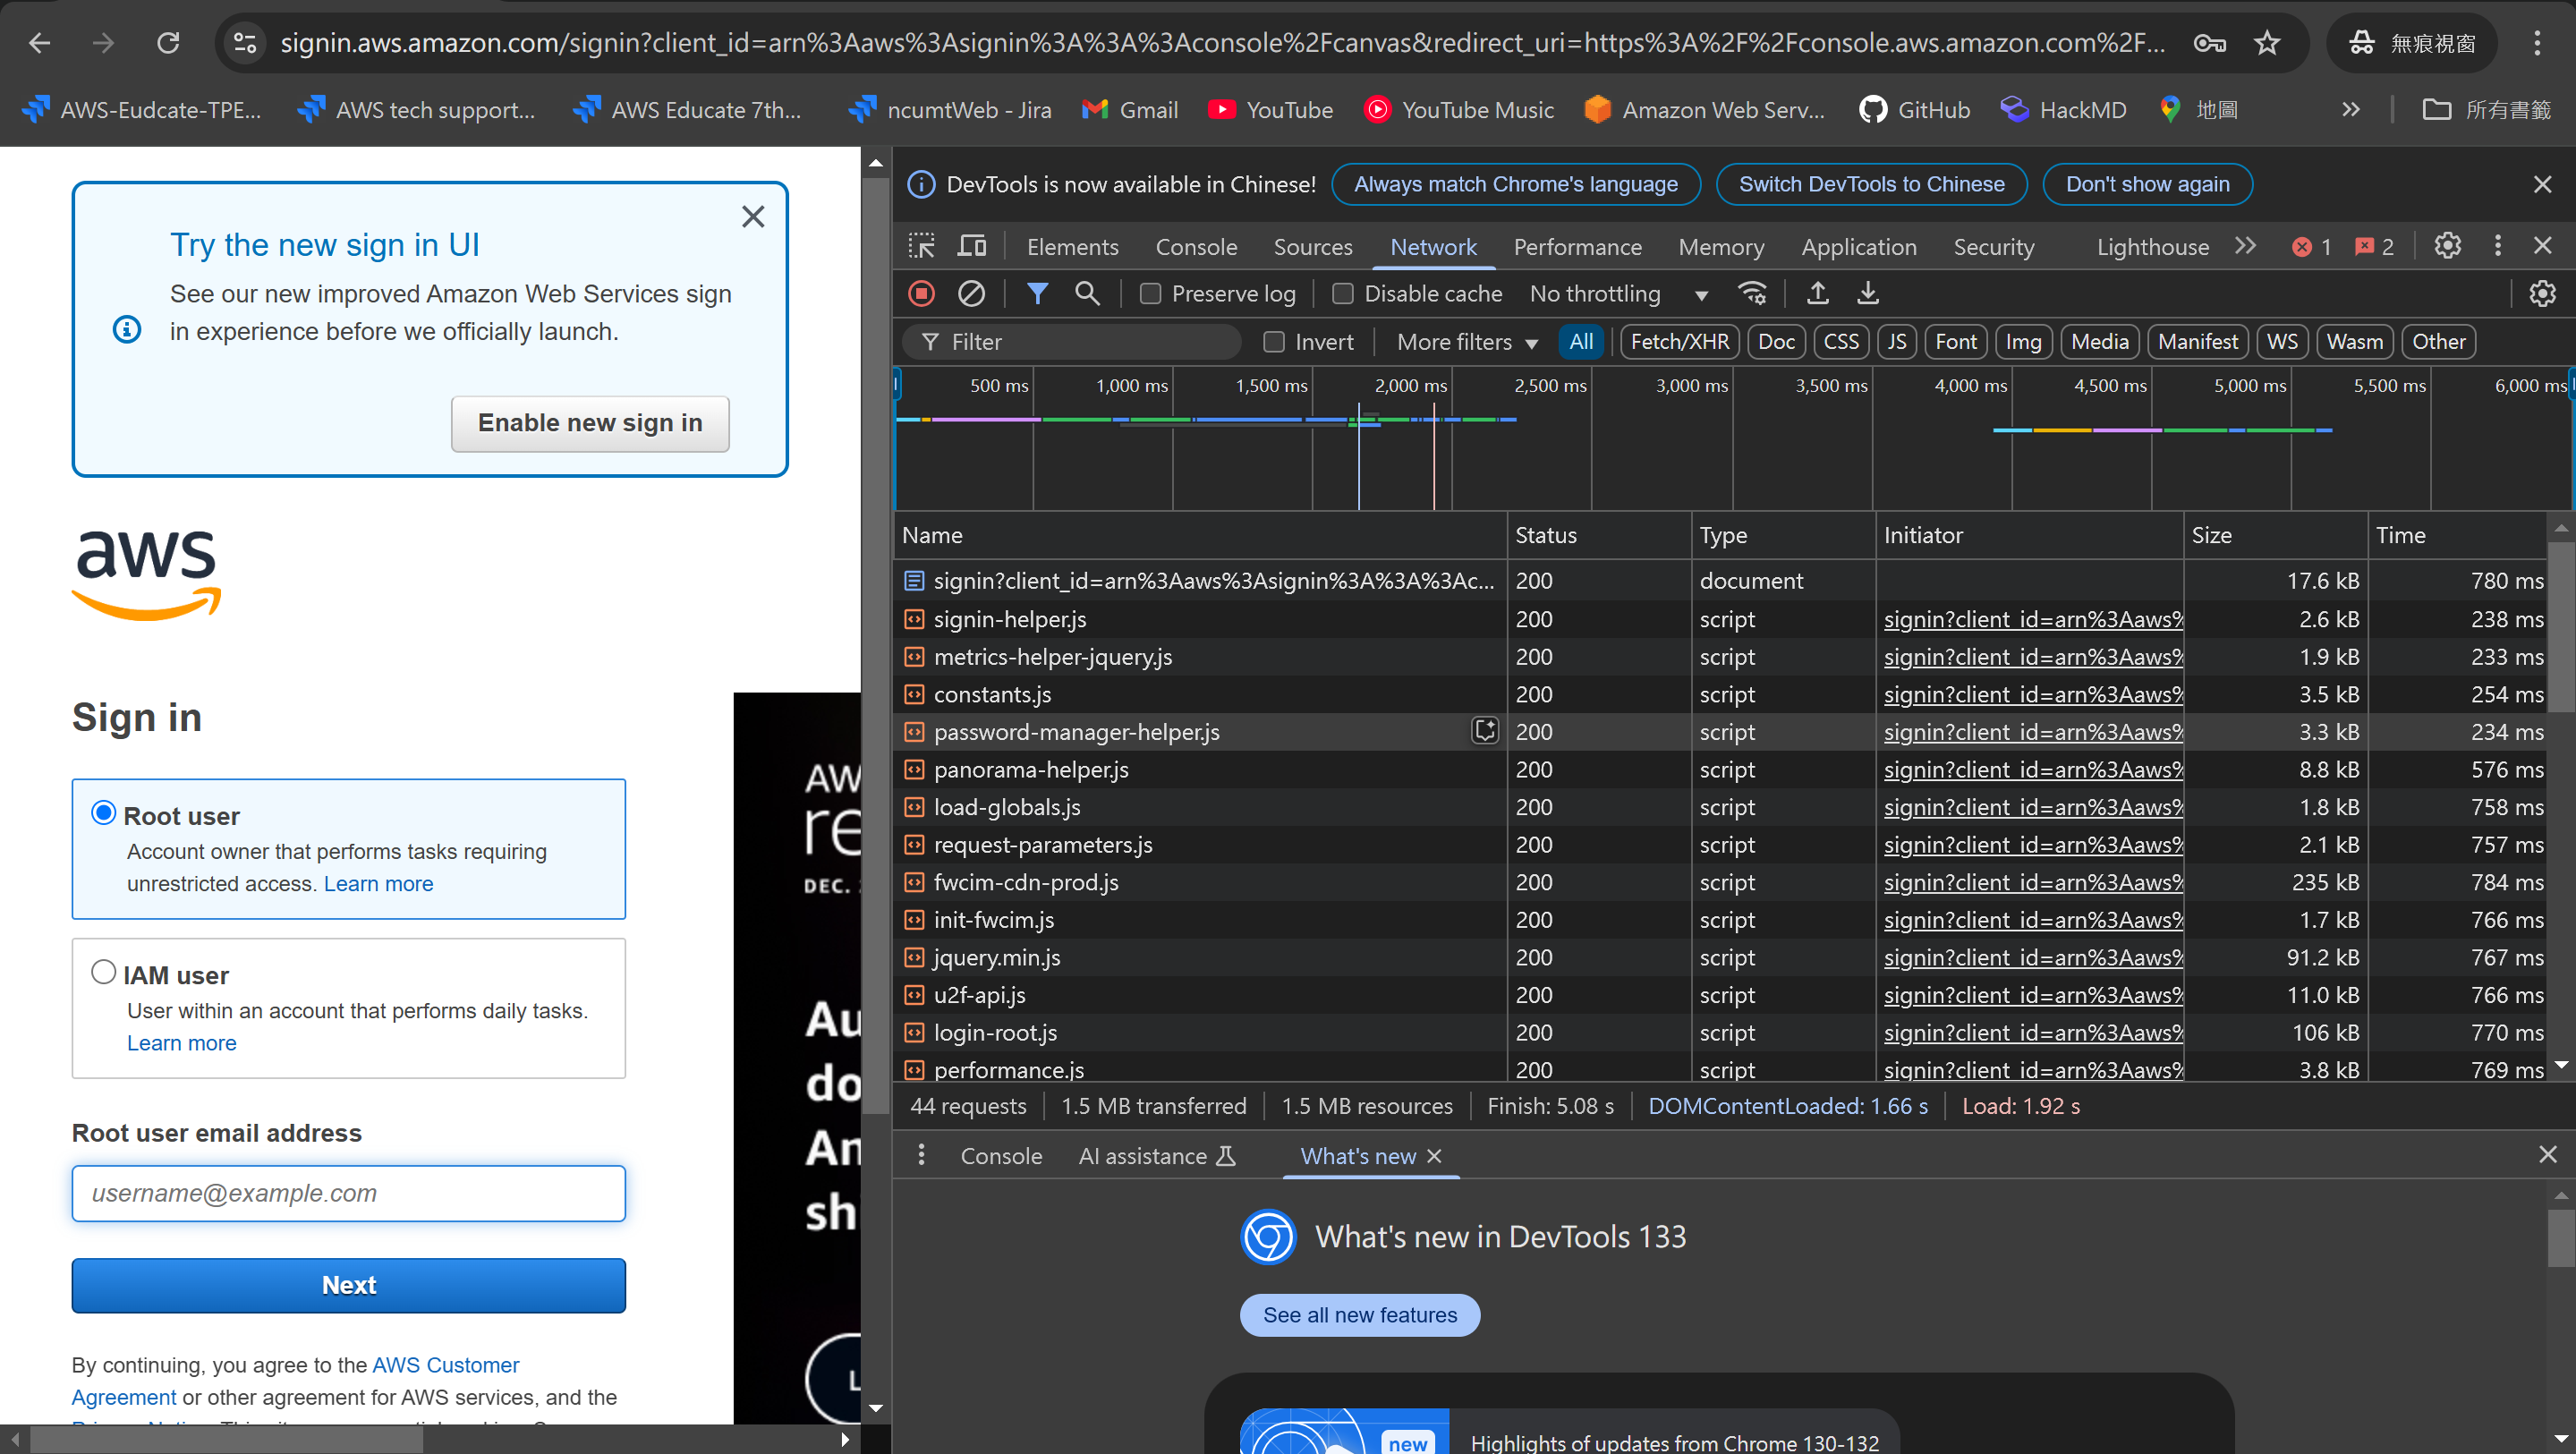 signin.aws.amazon.com/signin?client_id=arn%3Aaws%3Asignin%3A%3A%3Aconsole%2Fcanvas&redirect_uri=https%3A%2F%2Fconsole.aws.amazon.com%2F...
無痕視窗
AWS-Eudcate-TPE...
AWS tech support...
AWS Educate 7th...
ncumtWeb - Jira
Gmail
YouTube
YouTube Music
Amazon Web Serv...
GitHub
HackMD
地圖
所有書籤
Try the new sign in UI
See our new improved Amazon Web Services sign
in experience before we officially launch.
Enable new sign in
aws
Sign in
Root user
Account owner that performs tasks requiring
unrestricted access. Learn more
IAM user
User within an account that performs daily tasks.
Learn more
Root user email address
username@example.com
Next
By continuing, you agree to the AWS Customer
Agreement or other agreement for AWS services, and the
AW
re
DEC.
Au
do
An
sh
L
DevTools is now available in Chinese!
Always match Chrome's language
Switch DevTools to Chinese
Don't show again
Elements Console Sources Network Performance Memory Application Security Lighthouse 1 2
Preserve log Disable cache No throttling
Filter Invert More filters All Fetch/XHR Doc CSS JS Font Img Media Manifest WS Wasm Other
500 ms 1,000 ms 1,500 ms 2,000 ms 2,500 ms 3,000 ms 3,500 ms 4,000 ms 4,500 ms 5,000 ms 5,500 ms 6,000 ms
Name Status Type Initiator Size Time
signin?client_id=arn%3Aaws%3Asignin%3A%3A%3Ac... 200 document 17.6 kB 780 ms
signin-helper.js 200 script signin?client_id=arn%3Aaws% 2.6 kB 238 ms
metrics-helper-jquery.js 200 script signin?client_id=arn%3Aaws% 1.9 kB 233 ms
constants.js 200 script signin?client_id=arn%3Aaws% 3.5 kB 254 ms
password-manager-helper.js 200 script signin?client_id=arn%3Aaws% 3.3 kB 234 ms
panorama-helper.js 200 script signin?client_id=arn%3Aaws% 8.8 kB 576 ms
load-globals.js 200 script signin?client_id=arn%3Aaws% 1.8 kB 758 ms
request-parameters.js 200 script signin?client_id=arn%3Aaws% 2.1 kB 757 ms
fwcim-cdn-prod.js 200 script signin?client_id=arn%3Aaws% 235 kB 784 ms
init-fwcim.js 200 script signin?client_id=arn%3Aaws% 1.7 kB 766 ms
jquery.min.js 200 script signin?client_id=arn%3Aaws% 91.2 kB 767 ms
u2f-api.js 200 script signin?client_id=arn%3Aaws% 11.0 kB 766 ms
login-root.js 200 script signin?client_id=arn%3Aaws% 106 kB 770 ms
performance.js 200 script signin?client_id=arn%3Aaws% 3.8 kB 769 ms
44 requests 1.5 MB transferred 1.5 MB resources Finish: 5.08 s DOMContentLoaded: 1.66 s Load: 1.92 s
Console AI assistance What's new
What's new in DevTools 133
See all new features
new
Highlights of updates from Chrome 130-132